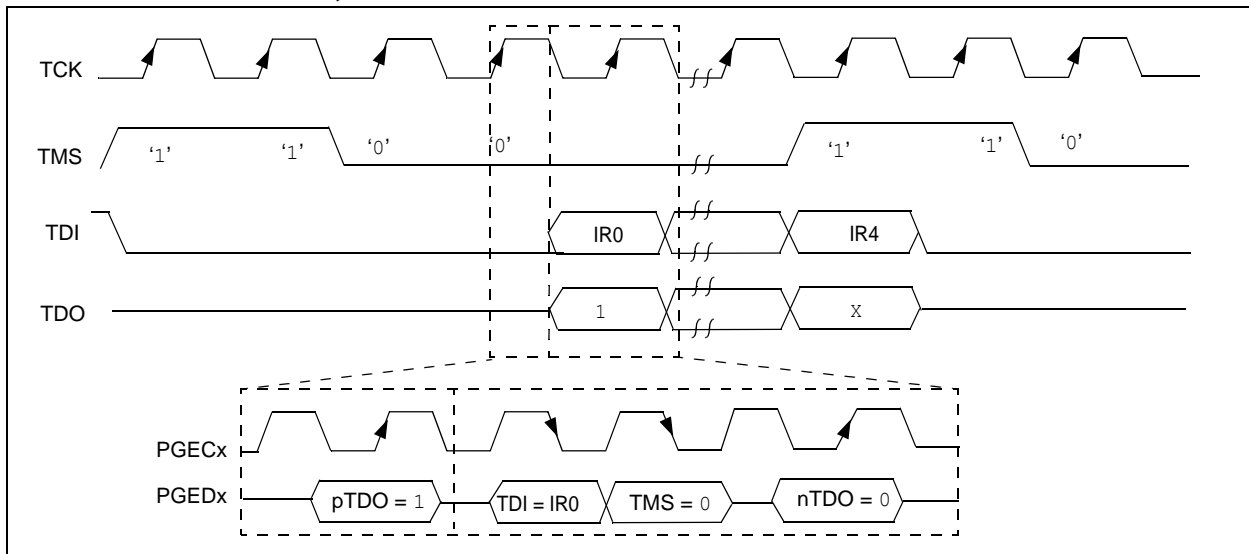 TCK
TMS ‘1’ ‘1’ ‘0’ ‘0’ ‘1’ ‘1’ ‘0’
TDI IR0 IR4
TDO 1 X
PGECx
PGEDx pTDO = 1 TDI = IR0 TMS = 0 nTDO = 0